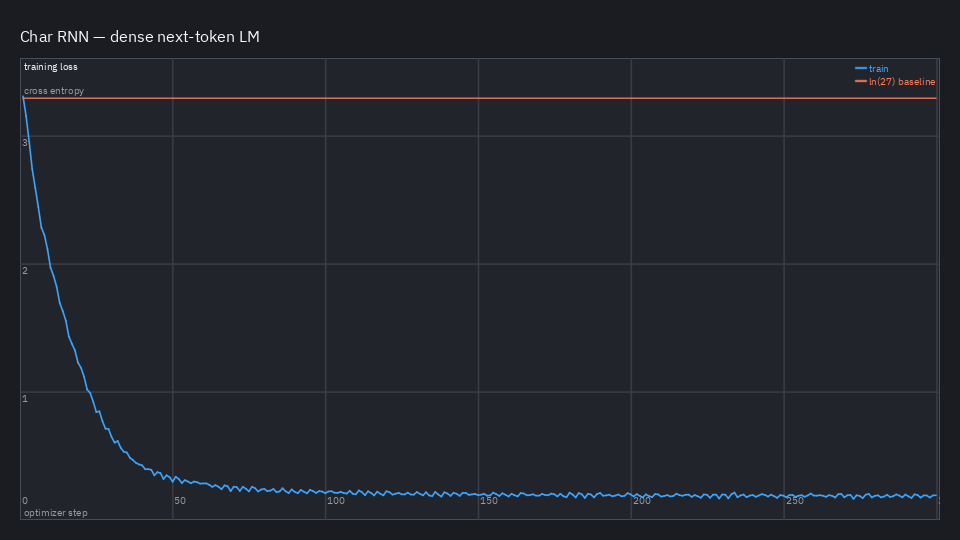 Char RNN — dense next-token LM
training loss
train
cross entropy
ln(27) baseline
3
2
1
0
50
100
150
200
250
optimizer step